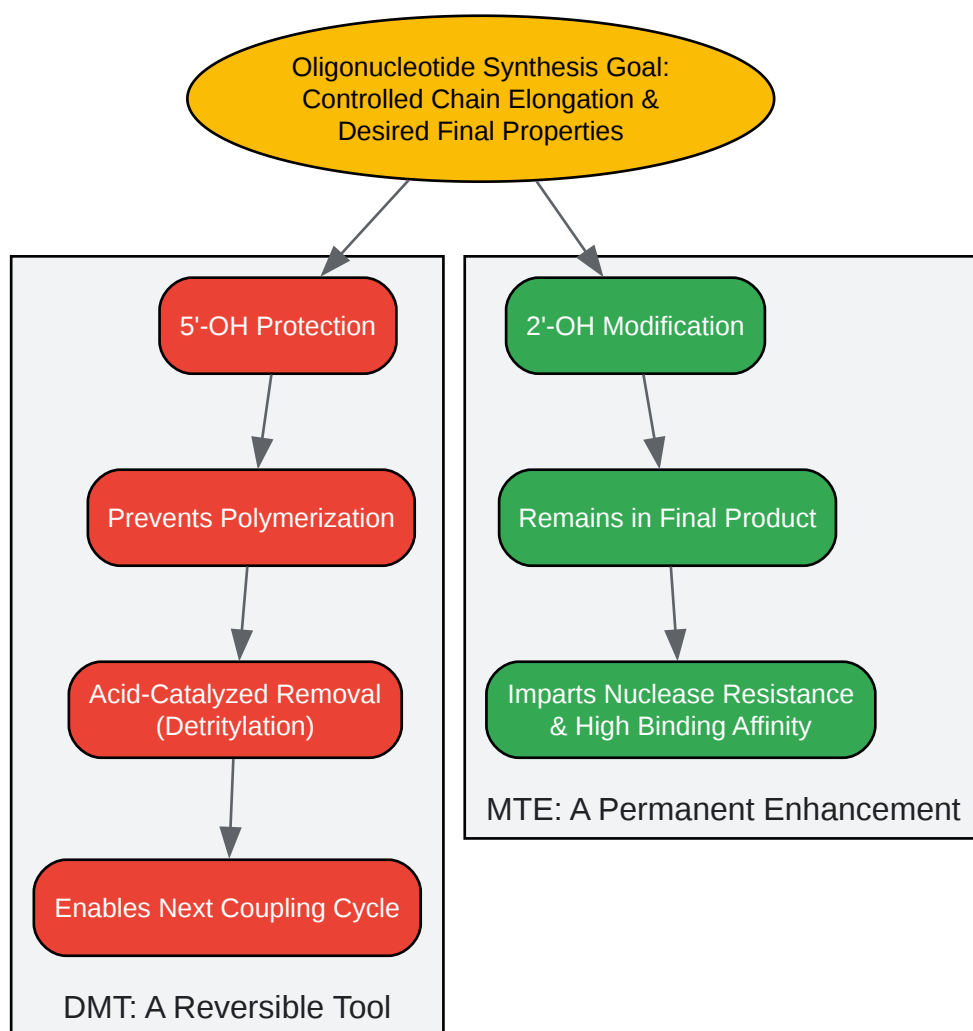 Oligonucleotide Synthesis Goal:
Controlled Chain Elongation &
Desired Final Properties
5'-OH Protection
Prevents Polymerization
Acid-Catalyzed Removal
(Detritylation)
Enables Next Coupling Cycle
DMT: A Reversible Tool
2'-OH Modification
Remains in Final Product
Imparts Nuclease Resistance
& High Binding Affinity
MTE: A Permanent Enhancement